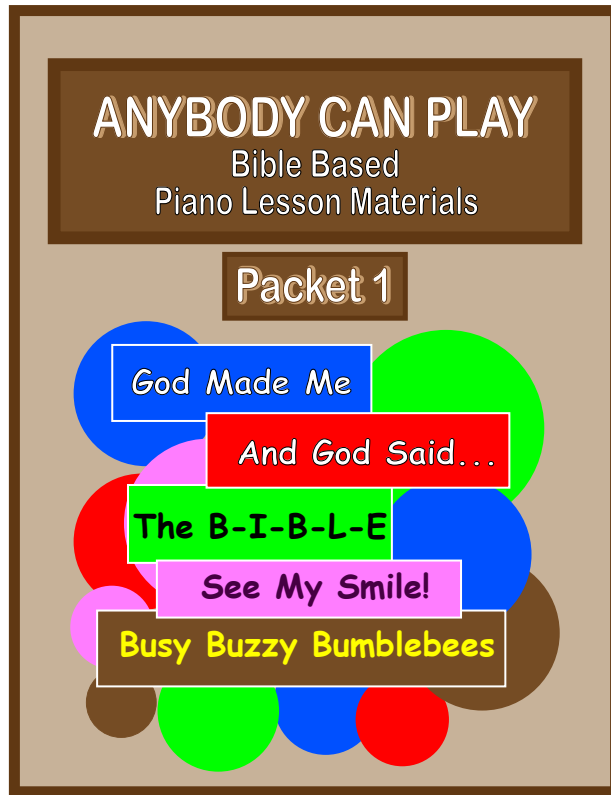 ANYBODY CAN PLAY
Bible Based
Piano Lesson Materials
Packet 1
God Made Me
And God Said...
The B-I-B-L-E
See My Smile!
Busy Buzzy Bumblebees